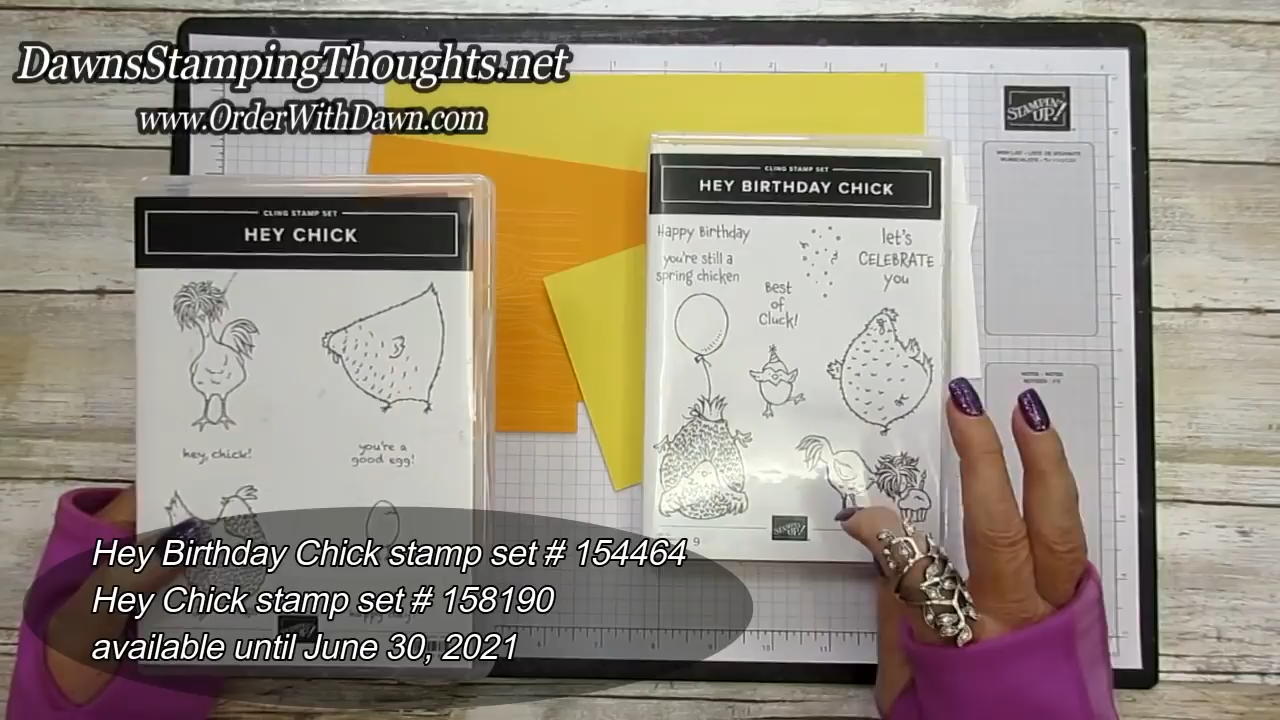 DawnsStampingThoughts.net
www.OrderWithDawn.com
STAMPIN' UP!
CLING STAMP SET
HEY CHICK
hey, chick!
you're a
good egg!
CLING STAMP SET
HEY BIRTHDAY CHICK
Happy Birthday
you're still a
spring chicken
Best
of
Cluck!
let's
CELEBRATE
you
STAMPIN' UP!
Hey Birthday Chick stamp set # 154464
Hey Chick stamp set # 158190
available until June 30, 2021